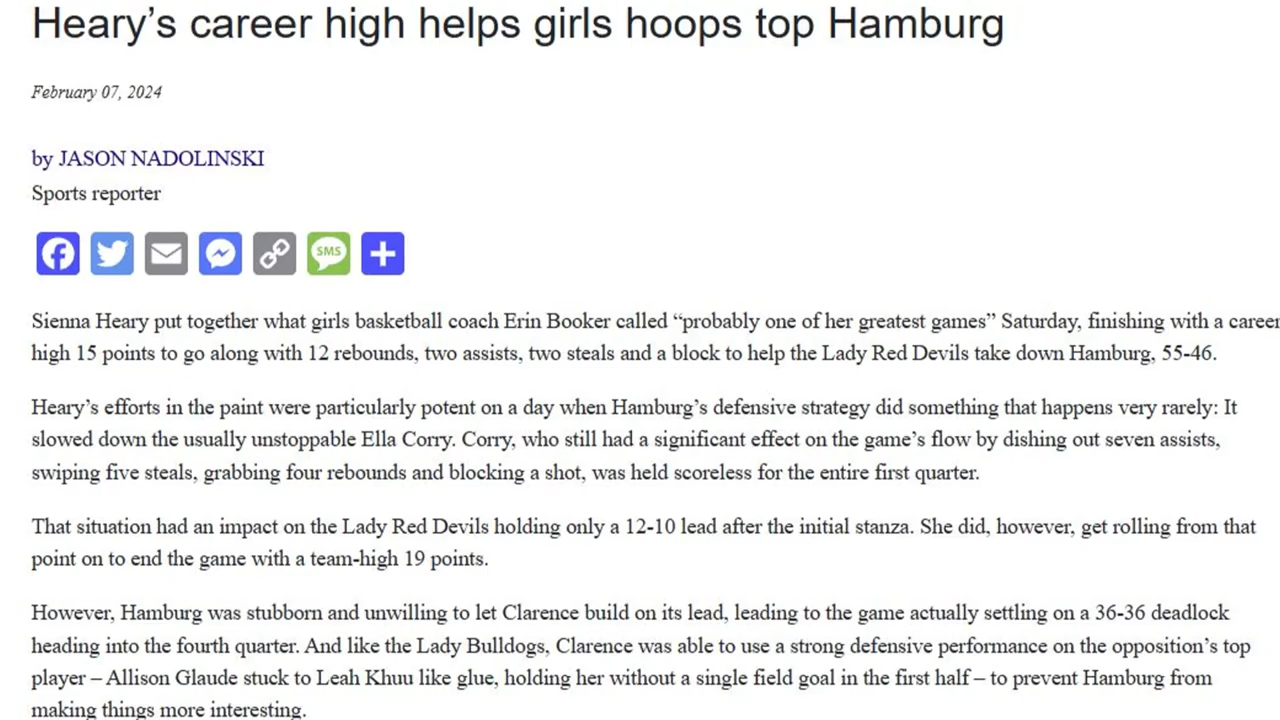 Heary’s career high helps girls hoops top Hamburg
February 07, 2024
by JASON NADOLINSKI
Sports reporter
SMS
Sienna Heary put together what girls basketball coach Erin Booker called “probably one of her greatest games” Saturday, finishing with a career
high 15 points to go along with 12 rebounds, two assists, two steals and a block to help the Lady Red Devils take down Hamburg, 55-46.
Heary’s efforts in the paint were particularly potent on a day when Hamburg’s defensive strategy did something that happens very rarely: It
slowed down the usually unstoppable Ella Corry. Corry, who still had a significant effect on the game’s flow by dishing out seven assists,
swiping five steals, grabbing four rebounds and blocking a shot, was held scoreless for the entire first quarter.
That situation had an impact on the Lady Red Devils holding only a 12-10 lead after the initial stanza. She did, however, get rolling from that
point on to end the game with a team-high 19 points.
However, Hamburg was stubborn and unwilling to let Clarence build on its lead, leading to the game actually settling on a 36-36 deadlock
heading into the fourth quarter. And like the Lady Bulldogs, Clarence was able to use a strong defensive performance on the opposition’s top
player – Allison Glaude stuck to Leah Khuu like glue, holding her without a single field goal in the first half – to prevent Hamburg from
making things more interesting.